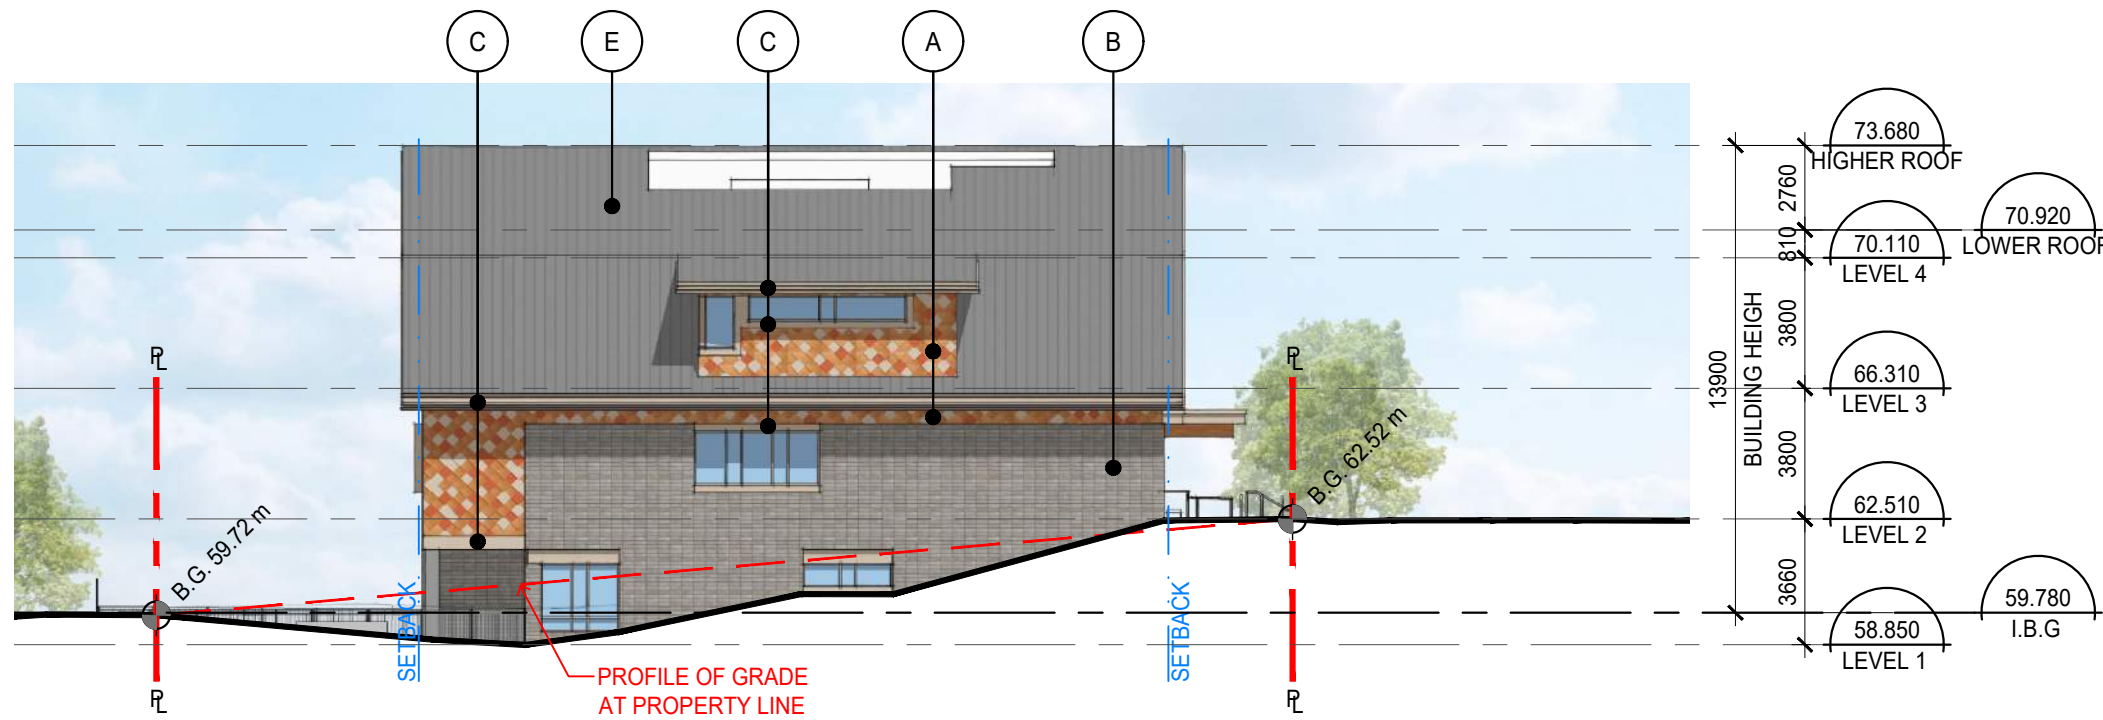 C
E
C
A
B
73.680
HIGHER ROOF
2760
70.920
LOWER ROOF
810
70.110
LEVEL 4
13900
BUILDING HEIGH
3800
66.310
LEVEL 3
3800
62.510
LEVEL 2
3660
59.780
I.B.G
58.850
LEVEL 1
PL
B.G. 59.72 m
PL
SETBACK
PROFILE OF GRADE
AT PROPERTY LINE
SETBACK
PL
B.G. 62.52 m
PL